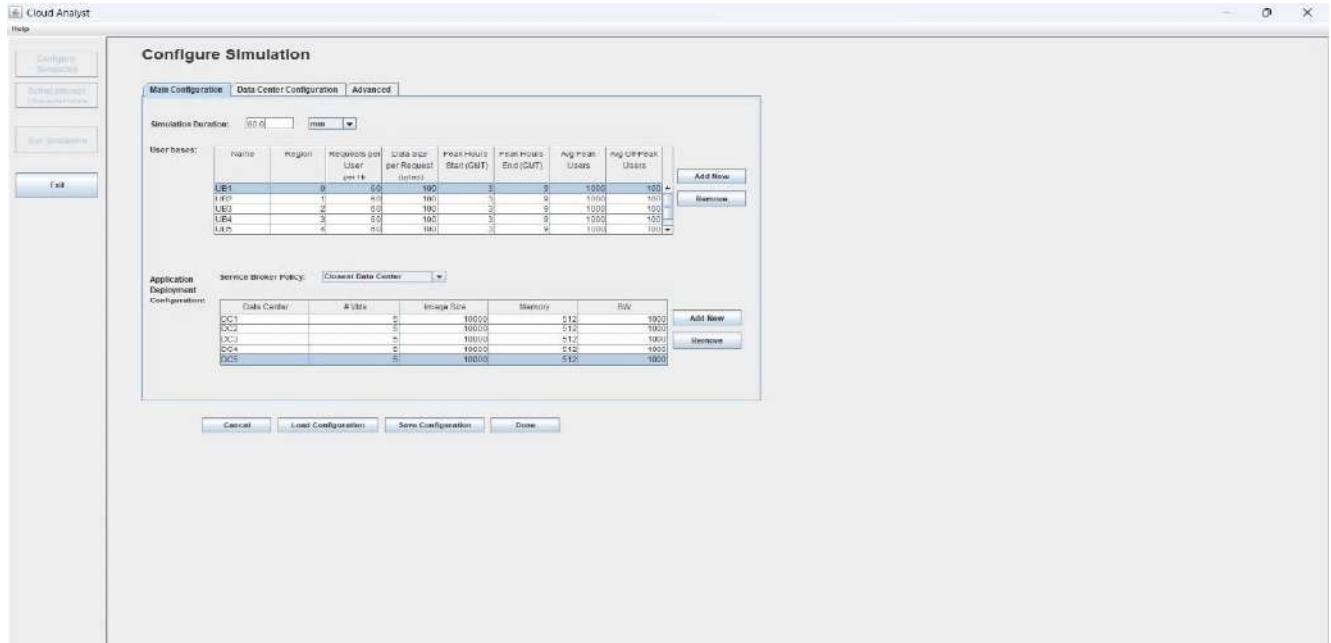 Cloud Analyst
Help
Configure Simulation
Configure Simulation
Run Simulation
Exit
Main Configuration Data Center Configuration Advanced
Simulation Duration: 60.0 min
User bases:
Name Region Requests per User per Hr Data Size per Request (bytes) Peak Hours Start (GMT) Peak Hours End (GMT) Avg Peak Users Avg Off-Peak Users
UB1 0 60 100 3 9 1000 100
UB2 1 60 100 3 9 1000 100
UB3 2 60 100 3 9 1000 100
UB4 3 60 100 3 9 1000 100
UB5 4 60 100 3 9 1000 100
Add New
Remove
Application Deployment Configuration:
Service Broker Policy: Closest Data Center
Data Center # VMs Image Size Memory BW
DC1 5 10000 512 1000
DC2 5 10000 512 1000
DC3 5 10000 512 1000
DC4 5 10000 512 1000
DC5 5 10000 512 1000
Add New
Remove
Cancel Load Configuration Save Configuration Done